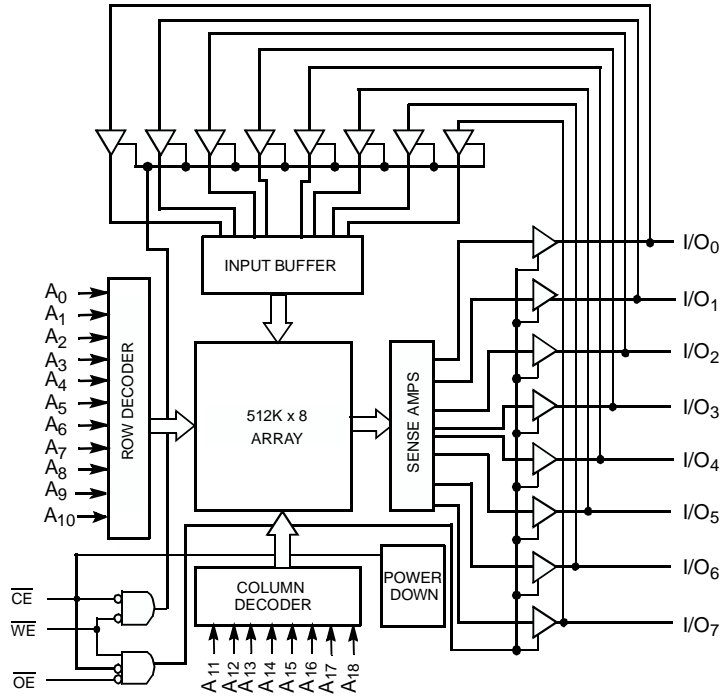 INPUT BUFFER
I/O0
I/O1
I/O2
I/O3
I/O4
I/O5
I/O6
I/O7
A0
A1
A2
A3
A4
A5
A6
A7
A8
A9
A10
ROW DECODER
512K x 8
ARRAY
SENSE AMPS
POWER
DOWN
COLUMN
DECODER
CE
WE
OE
A11
A12
A13
A14
A15
A16
A17
A18